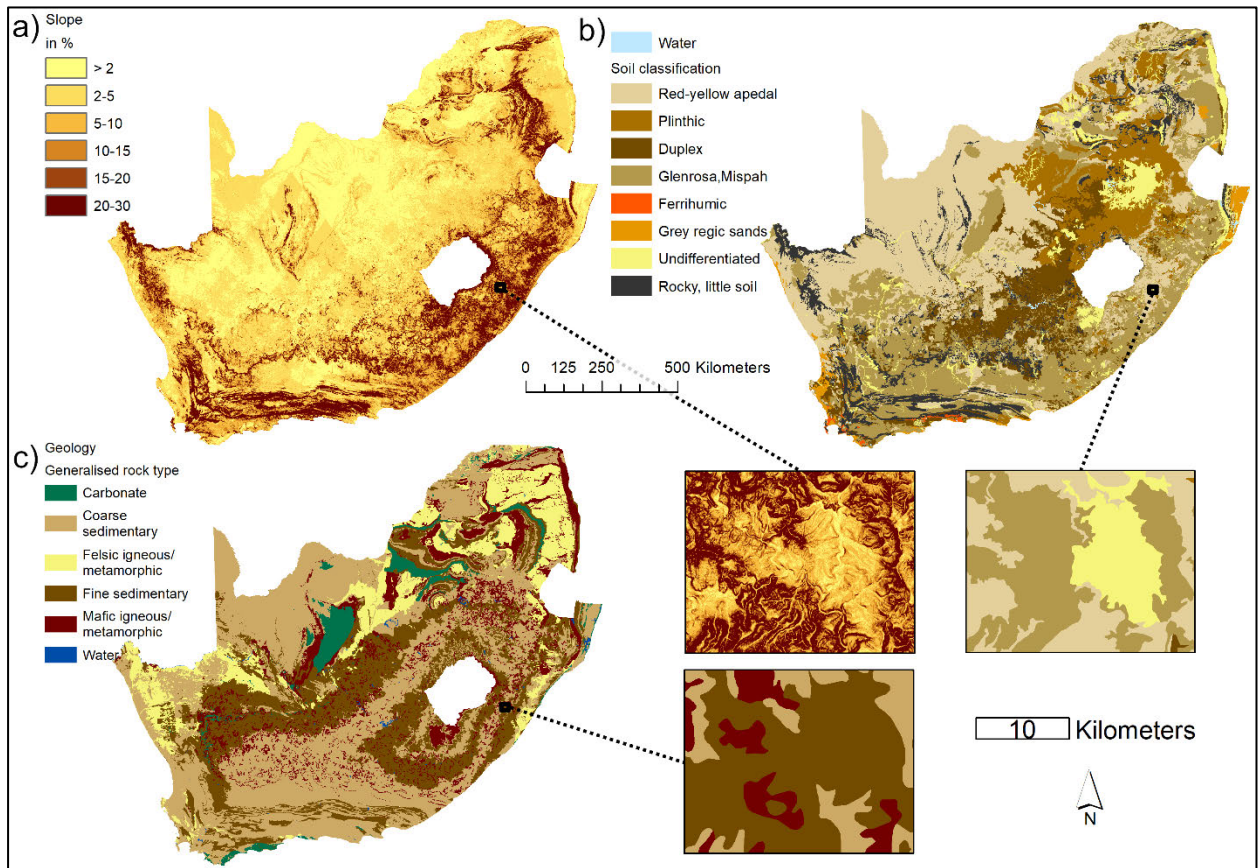 a)
Slope
in %
> 2
2-5
5-10
10-15
15-20
20-30
b)
Water
Soil classification
Red-yellow apedal
Plinthic
Duplex
Glenrosa,Mispah
Ferrihumic
Grey regic sands
Undifferentiated
Rocky, little soil
0 125 250 500 Kilometers
c)
Geology
Generalised rock type
Carbonate
Coarse
sedimentary
Felsic igneous/
metamorphic
Fine sedimentary
Mafic igneous/
metamorphic
Water
10 Kilometers
N